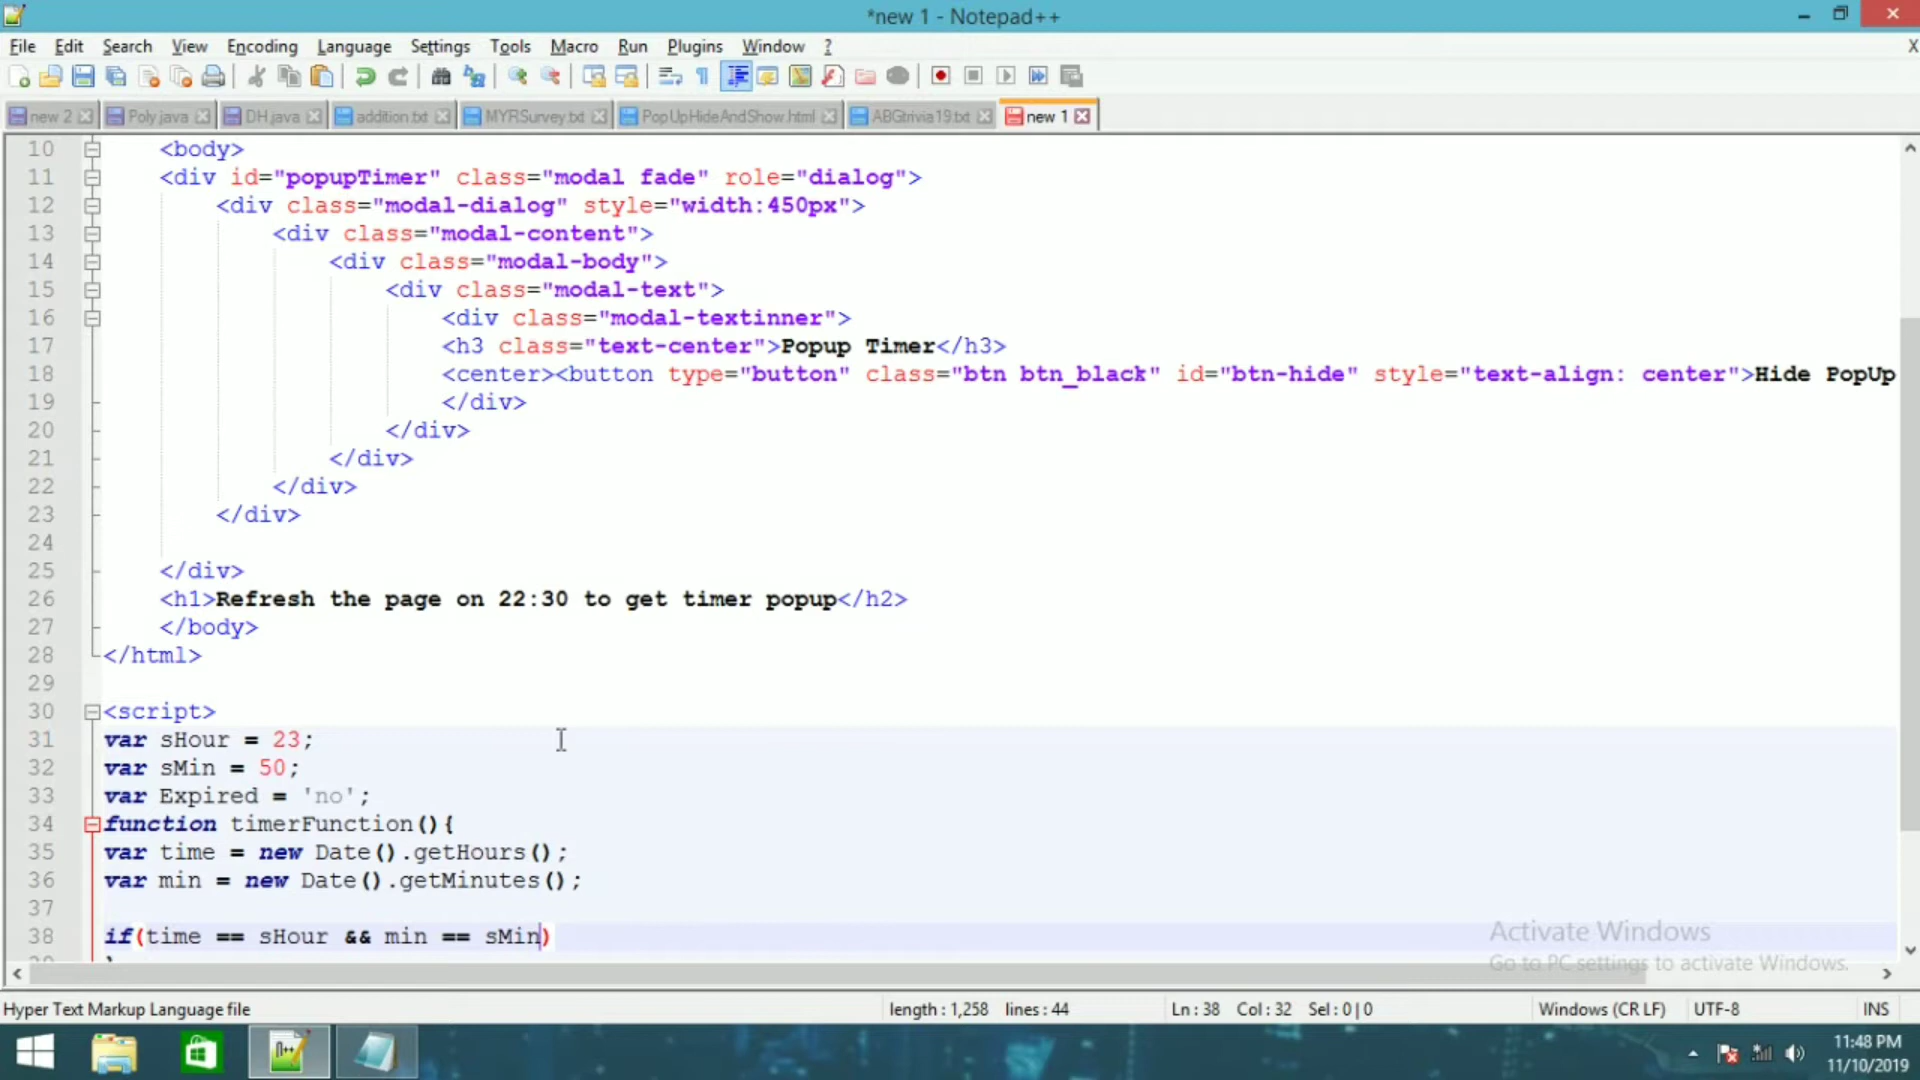 *new 1 - Notepad++
File Edit Search View Encoding Language Settings Tools Macro Run Plugins Window ? X
new 2 Poly.java DH.java addition.txt MYRSurvey.txt PopUpHideAndShow.html ABGtrivia19.txt new 1
10 <body>
11 <div id="popupTimer" class="modal fade" role="dialog">
12 <div class="modal-dialog" style="width:450px">
13 <div class="modal-content">
14 <div class="modal-body">
15 <div class="modal-text">
16 <div class="modal-textinner">
17 <h3 class="text-center">Popup Timer</h3>
18 <center><button type="button" class="btn btn_black" id="btn-hide" style="text-align: center">Hide PopUp
19 </div>
20 </div>
21 </div>
22 </div>
23 </div>
24
25 </div>
26 <h1>Refresh the page on 22:30 to get timer popup</h2>
27 </body>
28 </html>
29
30 <script>
31 var sHour = 23;
32 var sMin = 50;
33 var Expired = 'no';
34 function timerFunction(){
35 var time = new Date().getHours();
36 var min = new Date().getMinutes();
37
38 if(time == sHour && min == sMin)
Activate Windows
Go to PC settings to activate Windows.
Hyper Text Markup Language file length : 1,258 lines : 44 Ln : 38 Col : 32 Sel : 0 | 0 Windows (CR LF) UTF-8 INS
11:48 PM
11/10/2019